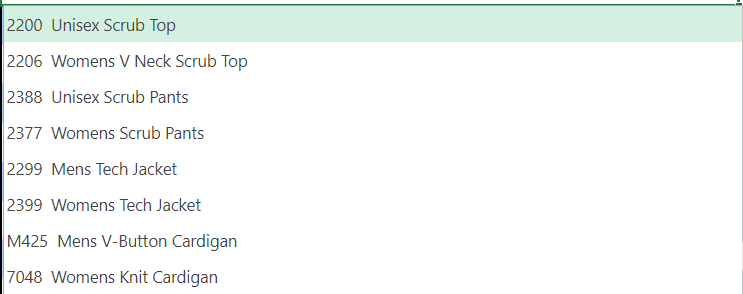 2200  Unisex Scrub Top
2206  Womens V Neck Scrub Top
2388  Unisex Scrub Pants
2377  Womens Scrub Pants
2299  Mens Tech Jacket
2399  Womens Tech Jacket
M425  Mens V-Button Cardigan
7048  Womens Knit Cardigan